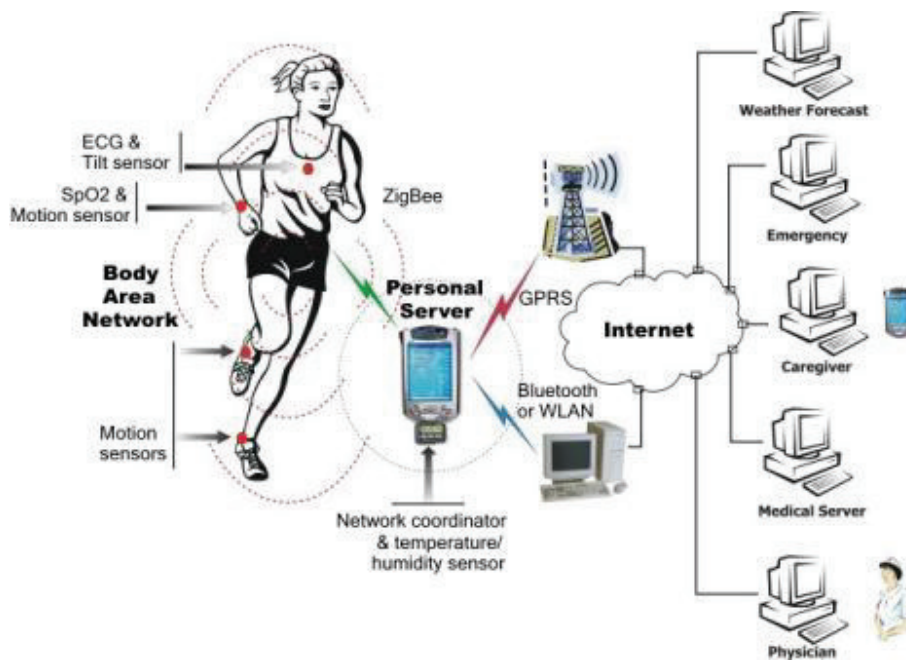 Weather Forecast
ECG &
Tilt sensor
SpO2 &
Motion sensor
ZigBee
Emergency
Body
Area
Network
Personal
Server
GPRS
Internet
Caregiver
Bluetooth
or WLAN
Motion
sensors
Medical Server
Network coordinator
& temperature/
humidity sensor
Physician